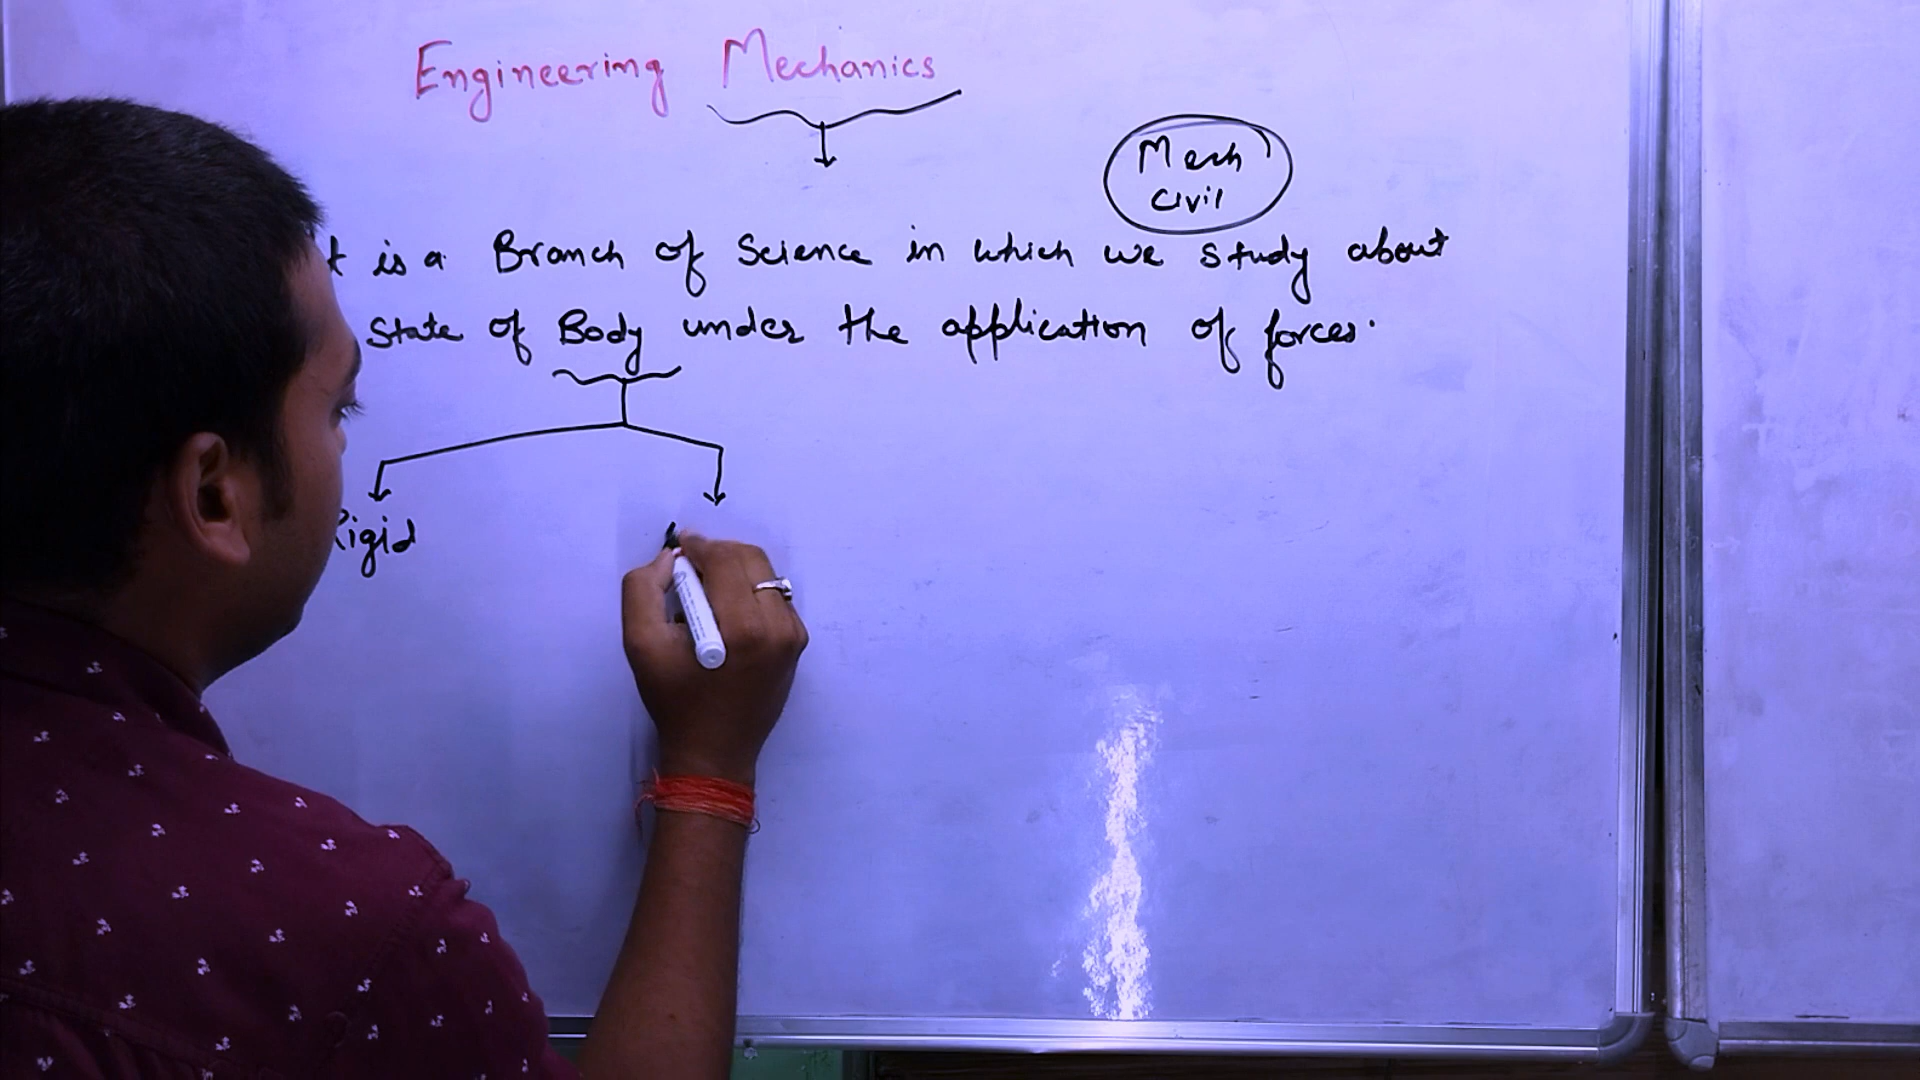 Engineering Mechanics
Mech
Civil
is a Branch of Science in which we study about
State of Body under the application of forces.
Rigid